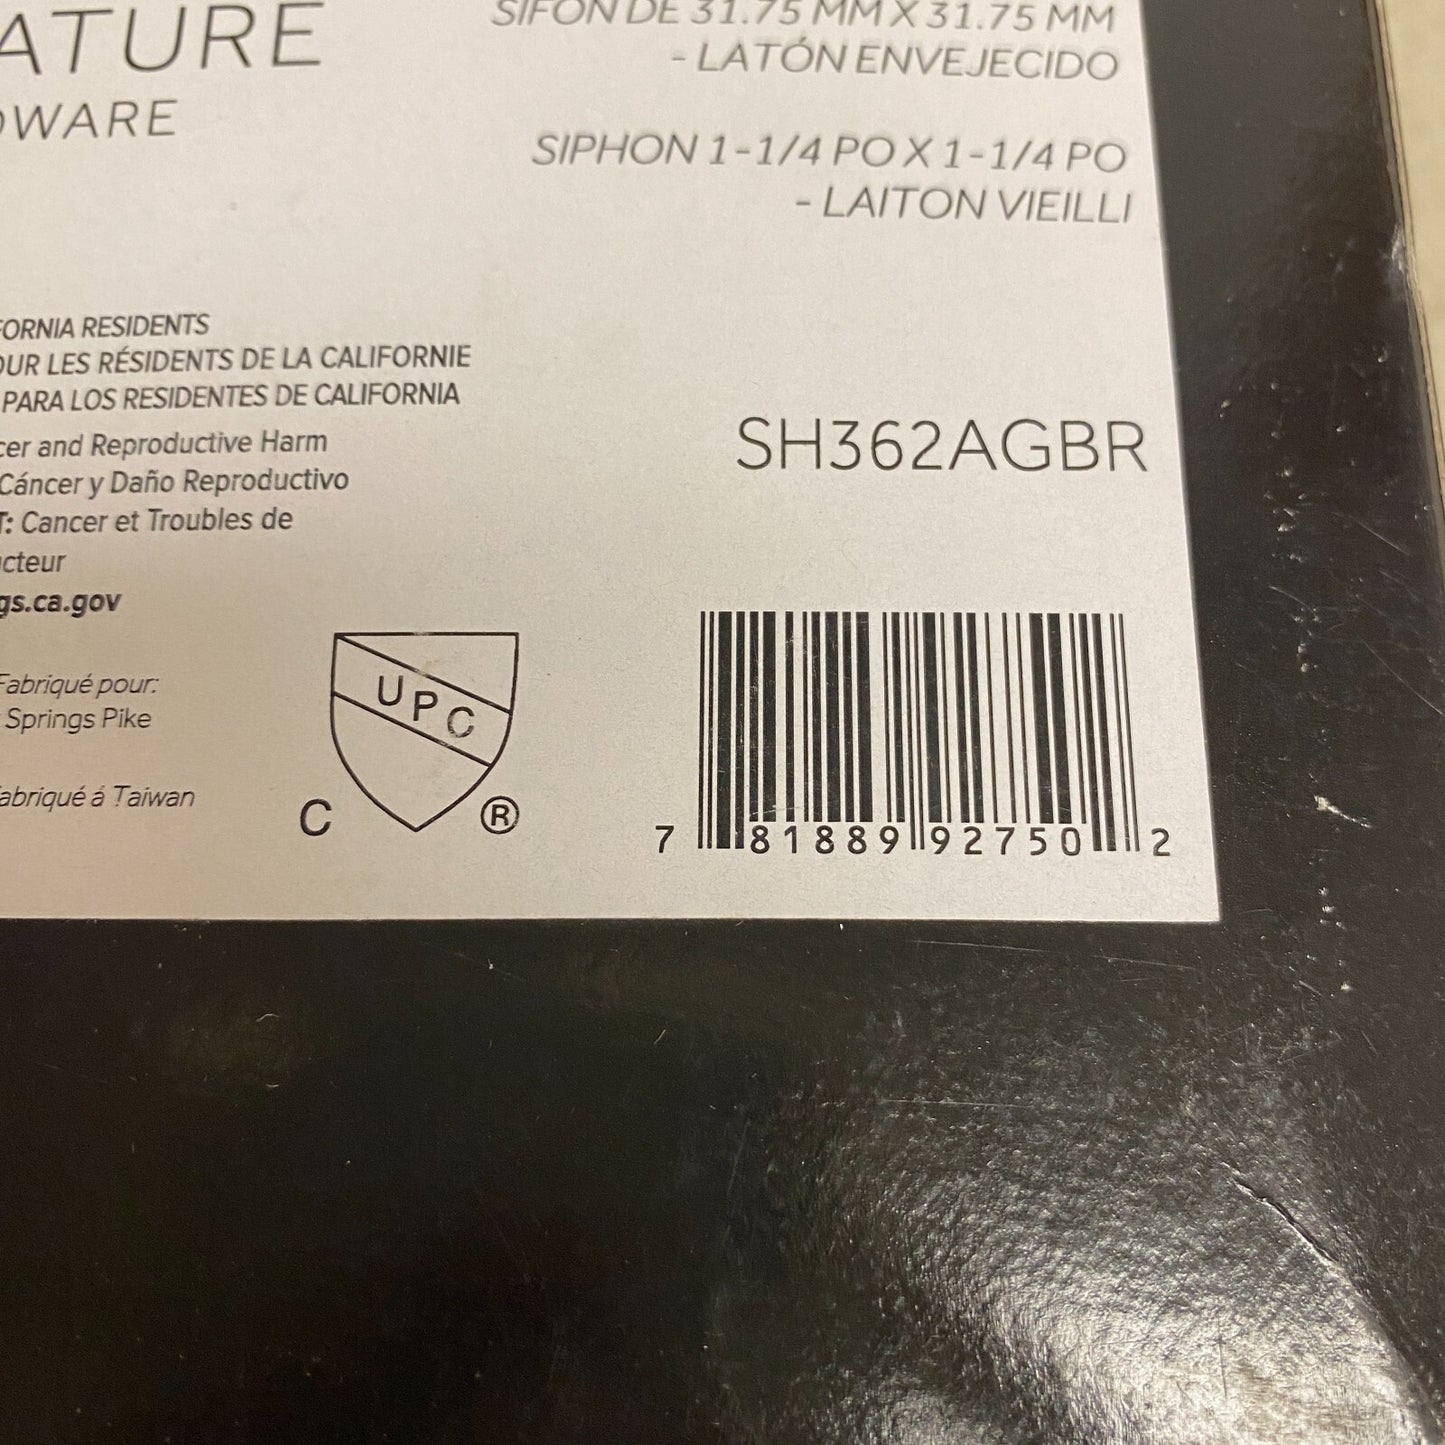 ATURE
WARE
SIFON DE 31.75 MM X 31.75 MM
- LATÓN ENVEJECIDO
SIPHON 1-1/4 PO X 1-1/4 PO
- LAITON VIEILLI
ORNIA RESIDENTS
OUR LES RÉSIDENTS DE LA CALIFORNIE
PARA LOS RESIDENTES DE CALIFORNIA
cer and Reproductive Harm
Cáncer y Daño Reproductivo
T: Cancer et Troubles de
cteur
gs.ca.gov
Fabriqué pour:
Springs Pike
abriqué á Taiwan
UPC
C ®
SH362AGBR
7 81889 92750 2